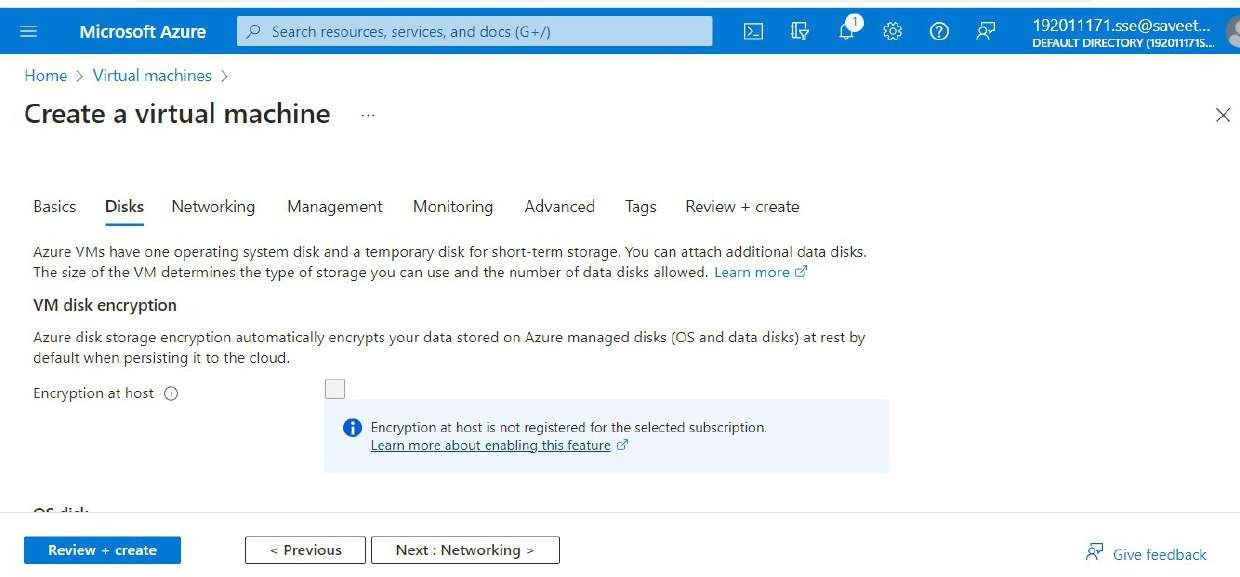 Microsoft Azure
Search resources, services, and docs (G+/)
1
192011171.sse@saveet...
DEFAULT DIRECTORY (192011171S...
Home > Virtual machines >
Create a virtual machine ...
Basics Disks Networking Management Monitoring Advanced Tags Review + create
Azure VMs have one operating system disk and a temporary disk for short-term storage. You can attach additional data disks.
The size of the VM determines the type of storage you can use and the number of data disks allowed. Learn more
VM disk encryption
Azure disk storage encryption automatically encrypts your data stored on Azure managed disks (OS and data disks) at rest by
default when persisting it to the cloud.
Encryption at host
Encryption at host is not registered for the selected subscription.
Learn more about enabling this feature
OS disk
Review + create
< Previous
Next : Networking >
Give feedback